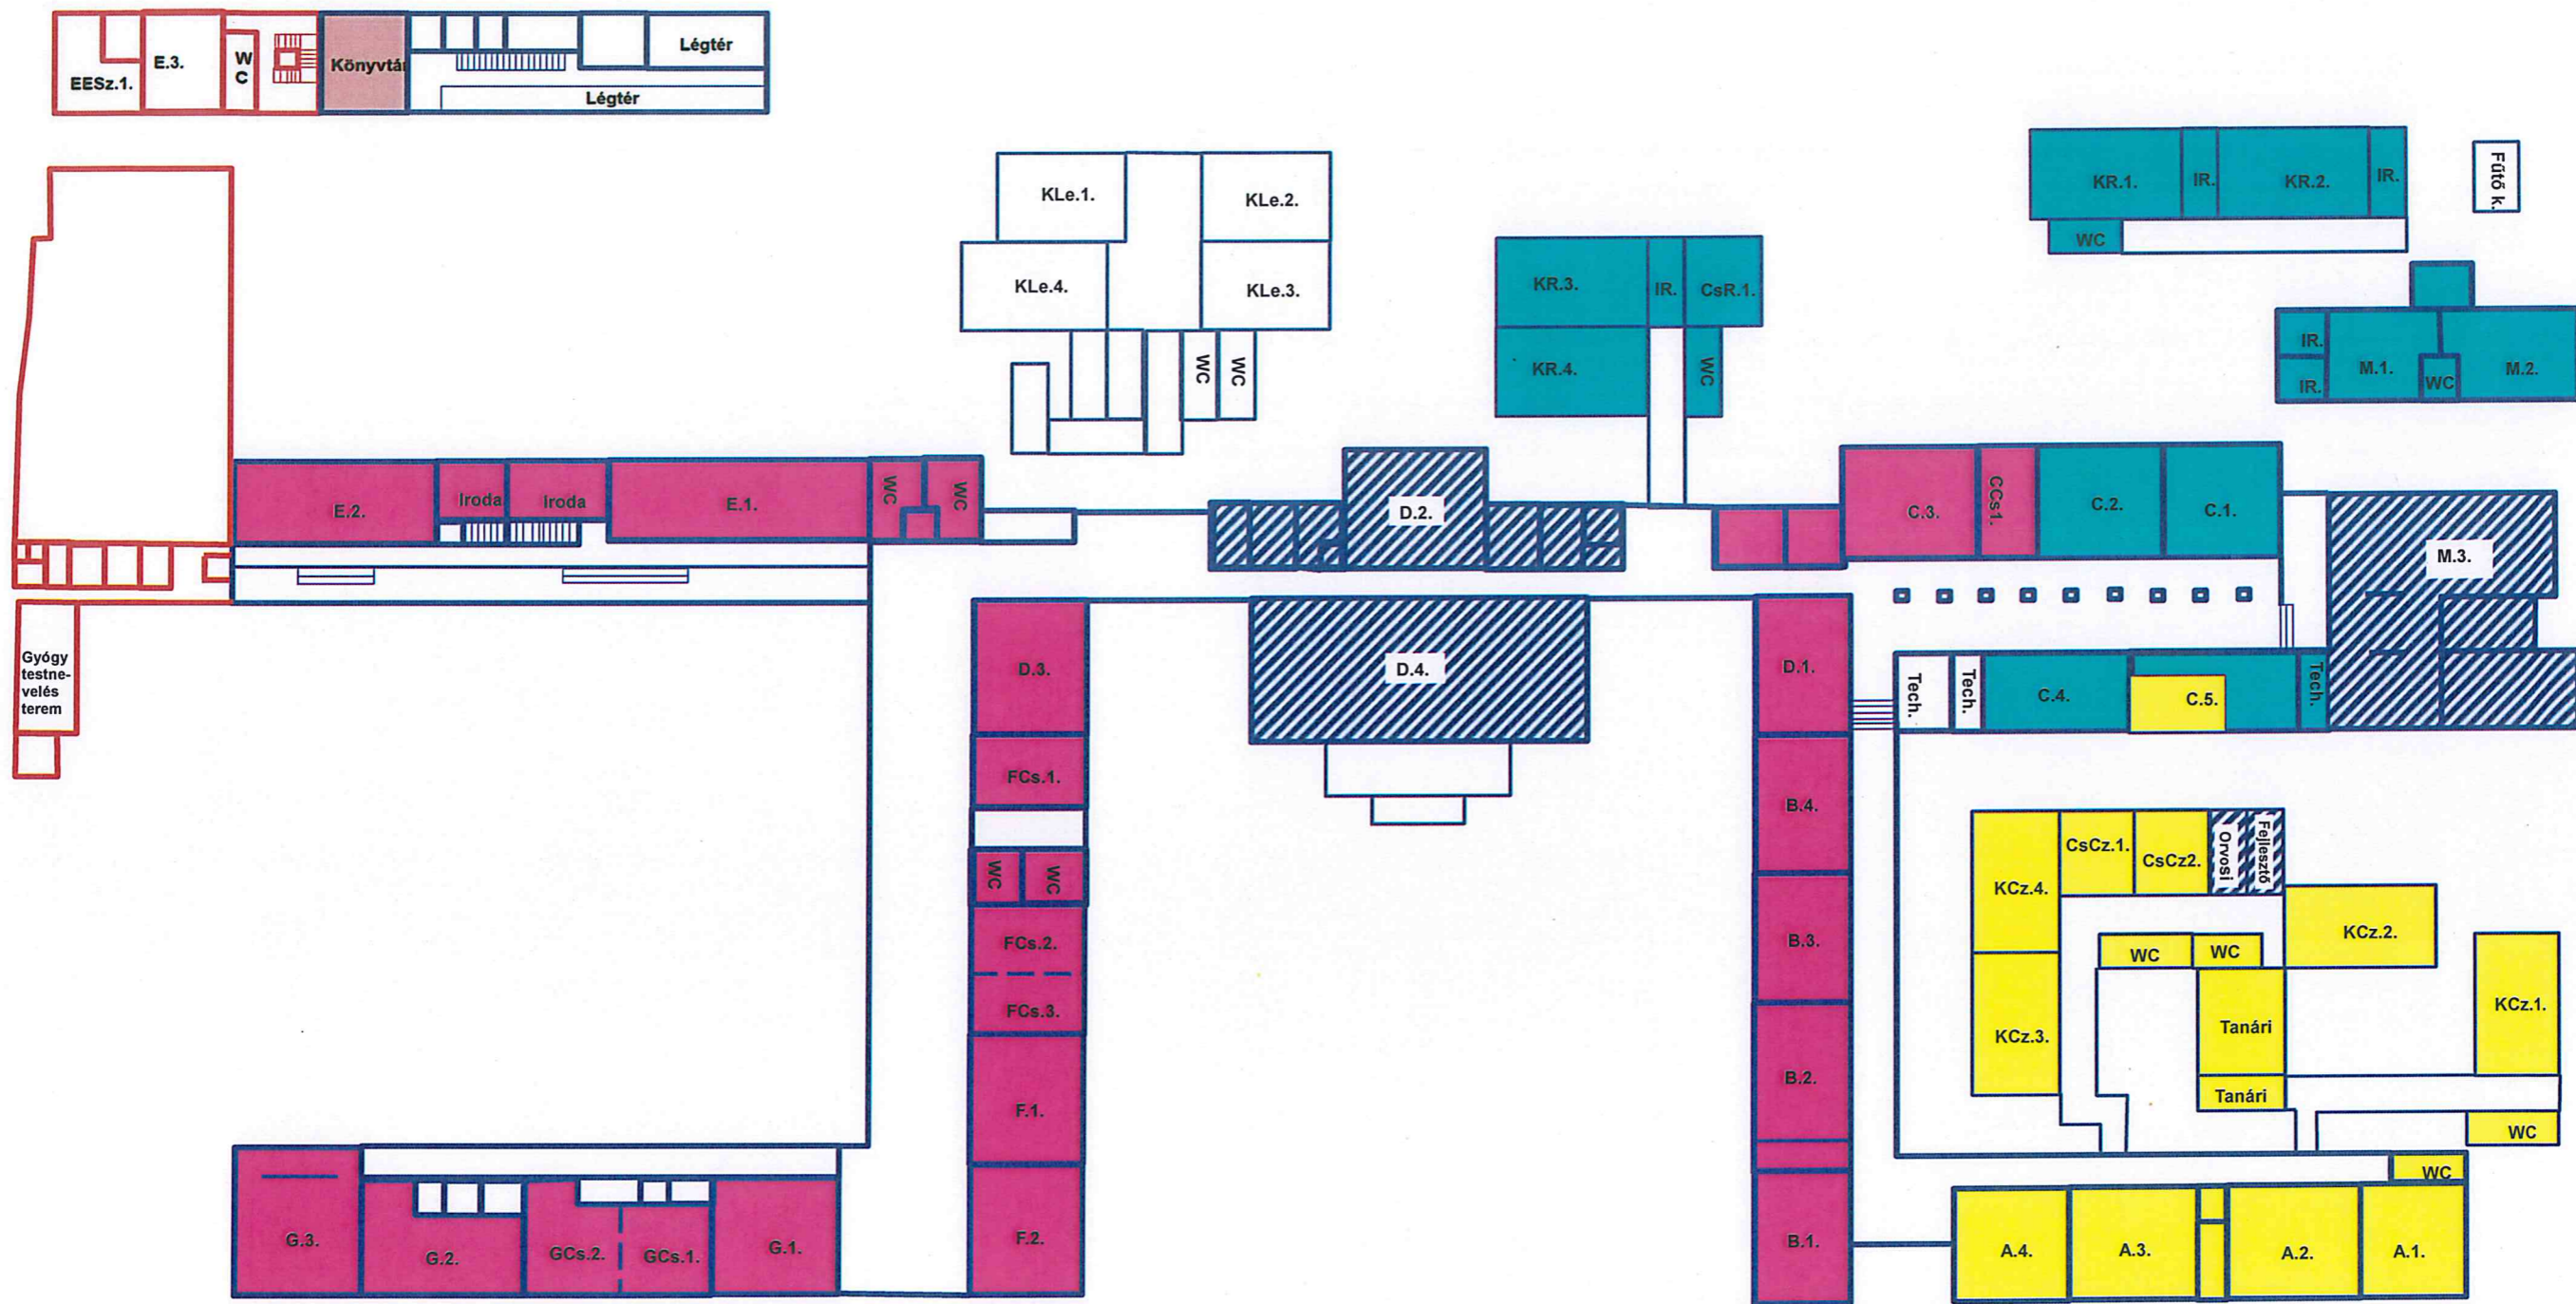 EESz.1.
E.3.
W
C
Könyvtár
Légtér
Légtér
KLe.1.
KLe.2.
KLe.4.
KLe.3.
WC
WC
KR.1.
IR.
KR.2.
IR.
Fűtő k.
WC
KR.3.
IR.
CsR.1.
KR.4.
WC
IR.
IR.
M.1.
WC
M.2.
E.2.
Iroda
Iroda
E.1.
WC
WC
D.2.
C.3.
CCs1.
C.2.
C.1.
M.3.
Gyógy
testne-
velés
terem
D.3.
D.4.
D.1.
Tech.
Tech.
C.4.
C.5.
Tech.
FCs.1.
B.4.
WC
WC
KCz.4.
CsCz.1.
CsCz2.
Orvosi
Fejlesztő
FCs.2.
B.3.
WC
WC
KCz.2.
FCs.3.
KCz.3.
Tanári
KCz.1.
F.1.
B.2.
Tanári
WC
WC
G.3.
G.2.
GCs.2.
GCs.1.
G.1.
F.2.
B.1.
A.4.
A.3.
A.2.
A.1.